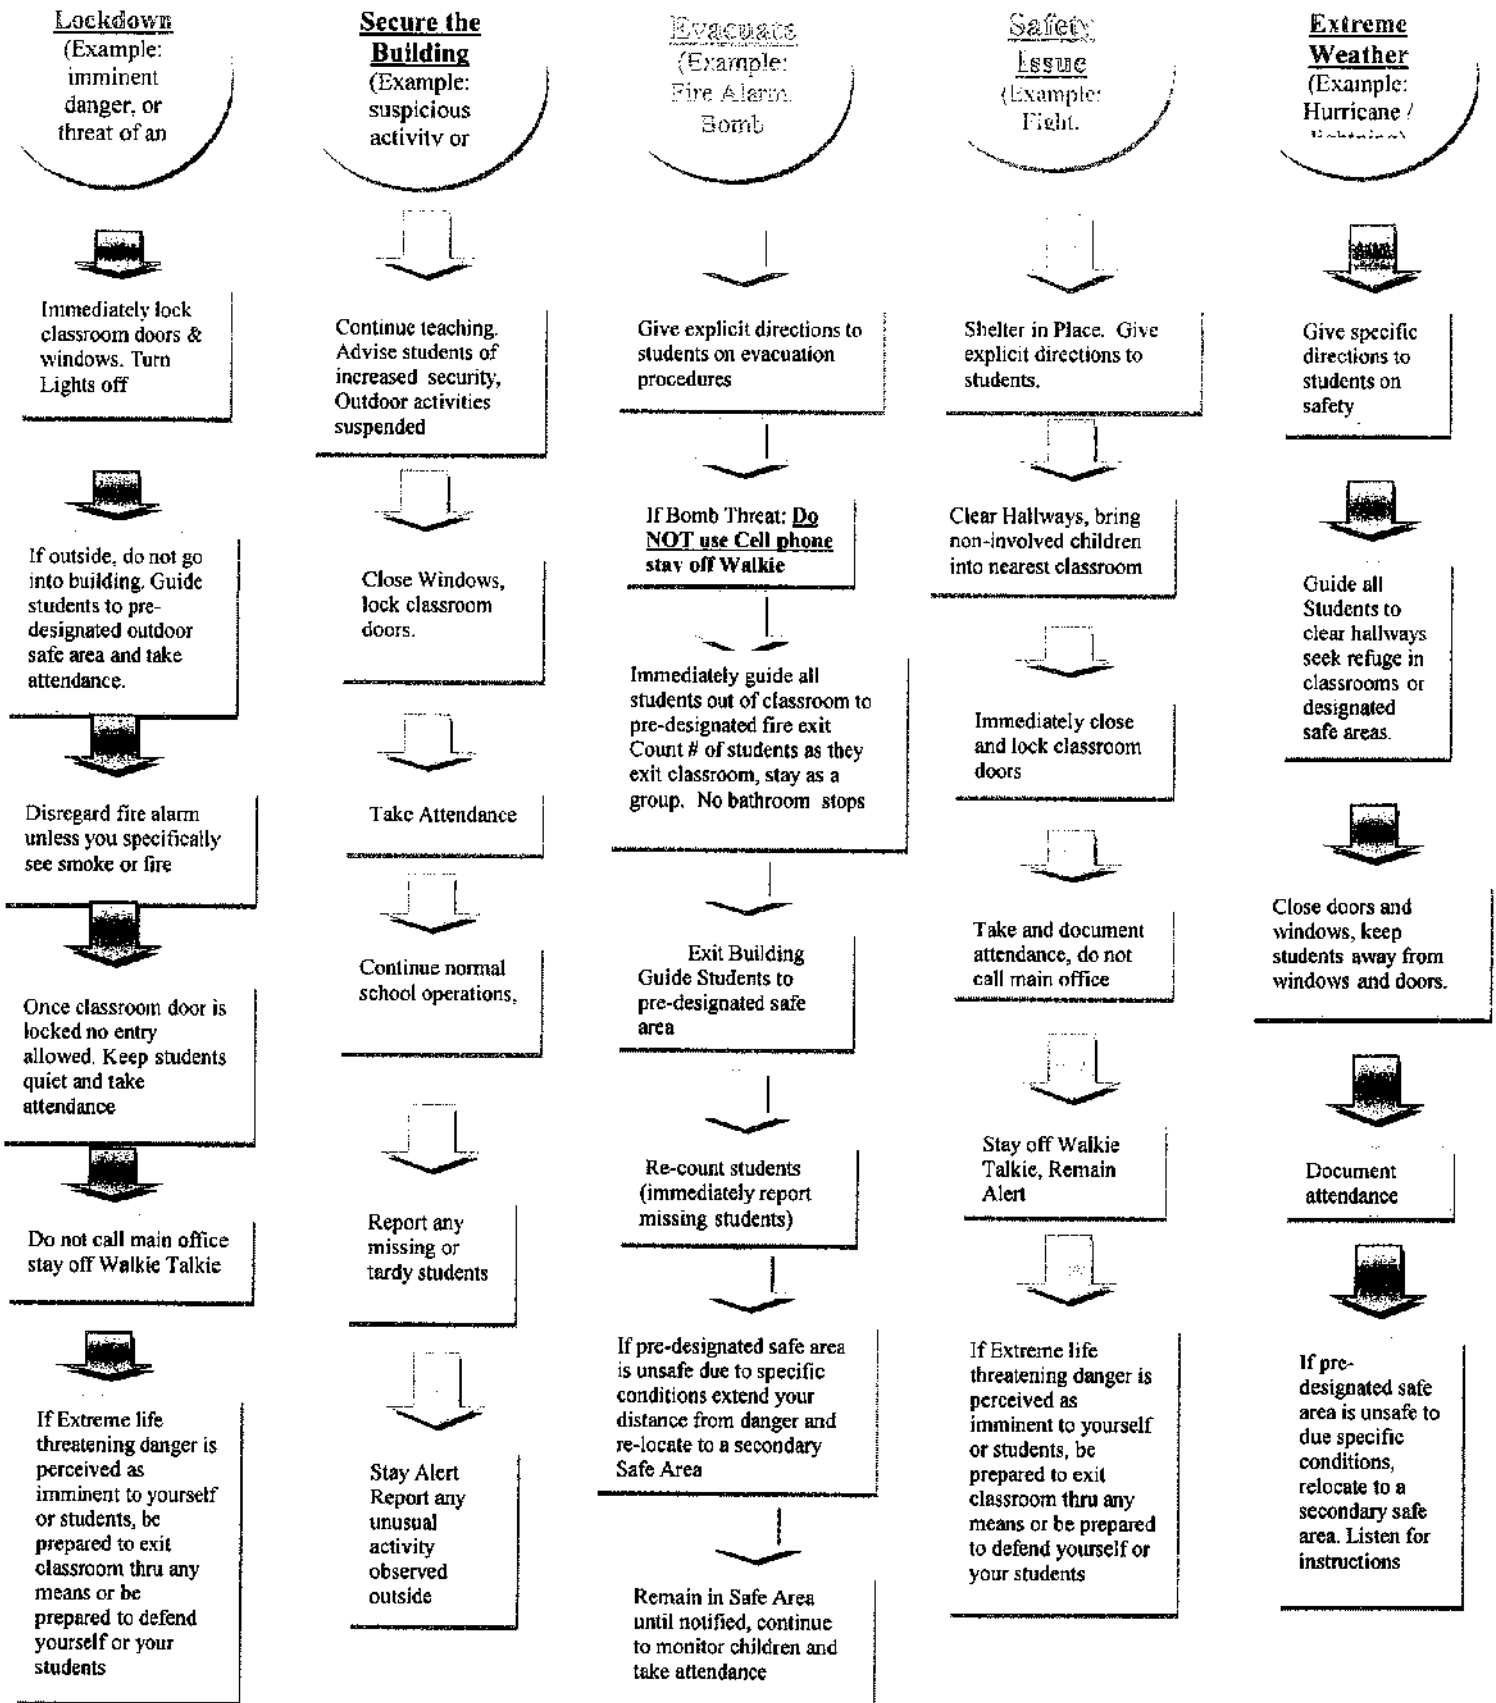 Lockdown
(Example:
imminent
danger, or
threat of an
Immediately lock
classroom doors &
windows. Turn
Lights off
If outside, do not go
into building. Guide
students to pre-
designated outdoor
safe area and take
attendance.
Disregard fire alarm
unless you specifically
see smoke or fire
Once classroom door is
locked no entry
allowed. Keep students
quiet and take
attendance
Do not call main office
stay off Walkie Talkie
If Extreme life
threatening danger is
perceived as
imminent to yourself
or students, be
prepared to exit
classroom thru any
means or be
prepared to defend
yourself or your
students
Secure the
Building
(Example:
suspicious
activity or
Continue teaching.
Advise students of
increased security,
Outdoor activities
suspended
Close Windows,
lock classroom
doors.
Take Attendance
Continue normal
school operations,
Report any
missing or
tardy students
Stay Alert
Report any
unusual
activity
observed
outside
Evacuate
(Example:
Fire Alarm.
Bomb
Give explicit directions to
students on evacuation
procedures
If Bomb Threat: Do
NOT use Cell phone
stay off Walkie
Immediately guide all
students out of classroom to
pre-designated fire exit
Count # of students as they
exit classroom, stay as a
group. No bathroom stops
Exit Building
Guide Students to
pre-designated safe
area
Re-count students
(immediately report
missing students)
If pre-designated safe area
is unsafe due to specific
conditions extend your
distance from danger and
re-locate to a secondary
Safe Area
Remain in Safe Area
until notified, continue
to monitor children and
take attendance
Safety
Issue
(Example:
Fight.
Shelter in Place. Give
explicit directions to
students.
Clear Hallways, bring
non-involved children
into nearest classroom
Immediately close
and lock classroom
doors
Take and document
attendance, do not
call main office
Stay off Walkie
Talkie, Remain
Alert
If Extreme life
threatening danger is
perceived as
imminent to yourself
or students, be
prepared to exit
classroom thru any
means or be prepared
to defend yourself or
your students
Extreme
Weather
(Example:
Hurricane /
Give specific
directions to
students on
safety
Guide all
Students to
clear hallways
seek refuge in
classrooms or
designated
safe areas.
Close doors and
windows, keep
students away from
windows and doors.
Document
attendance
If pre-
designated safe
area is unsafe to
due specific
conditions,
relocate to a
secondary safe
area. Listen for
instructions